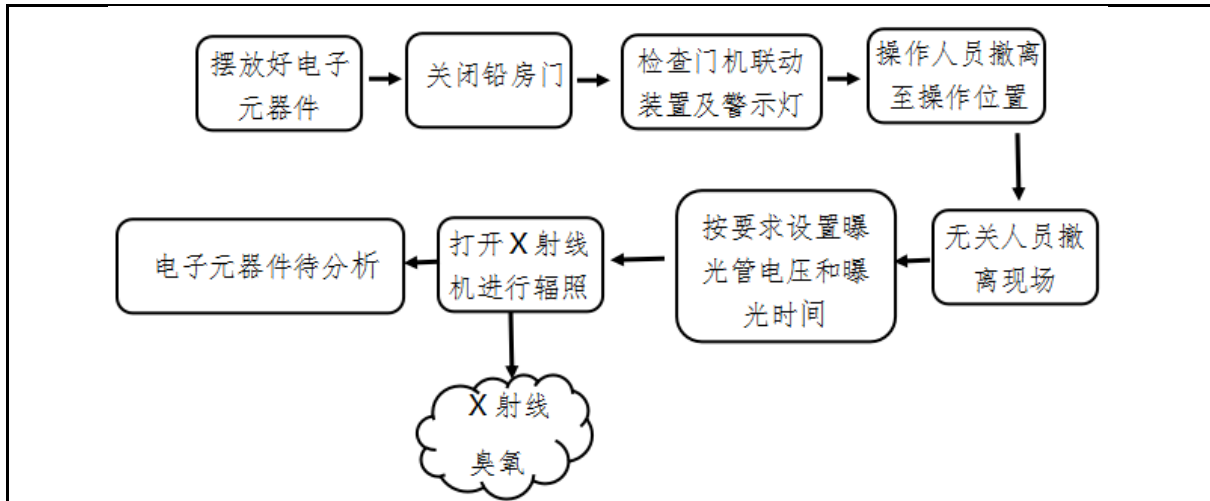 摆放好电子
元器件
关闭铅房门
检查门机联动
装置及警示灯
操作人员撤离
至操作位置
无关人员撤
离现场
按要求设置曝
光管电压和曝
光时间
打开X射线
机进行辐照
电子元器件待分析
X射线
臭氧